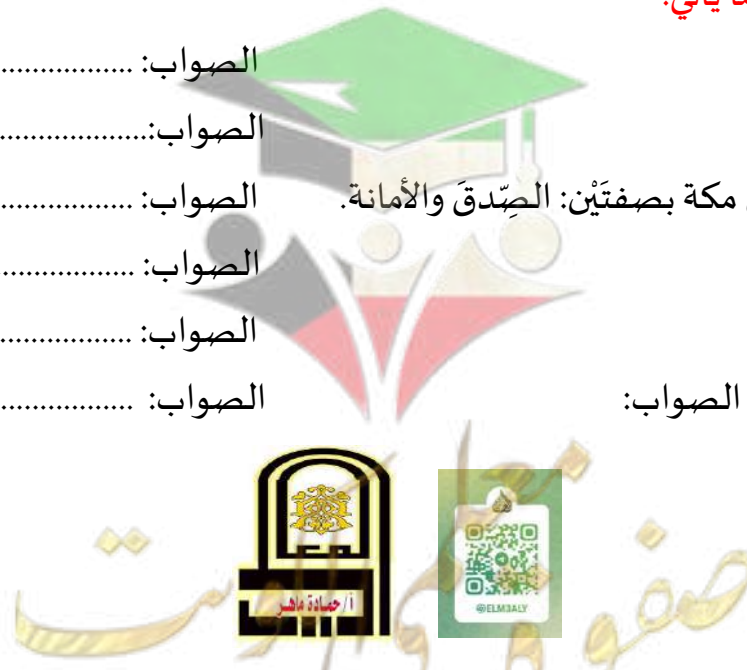 يأتي:
الصواب: ..................
الصواب:...................
مكة بصفتَيْن: الصِّدقَ والأمانة. الصواب: ..................
الصواب: ..................
الصواب: ..................
الصواب: الصواب: ..................
أ/حمادة ماهر
@ELM3ALY